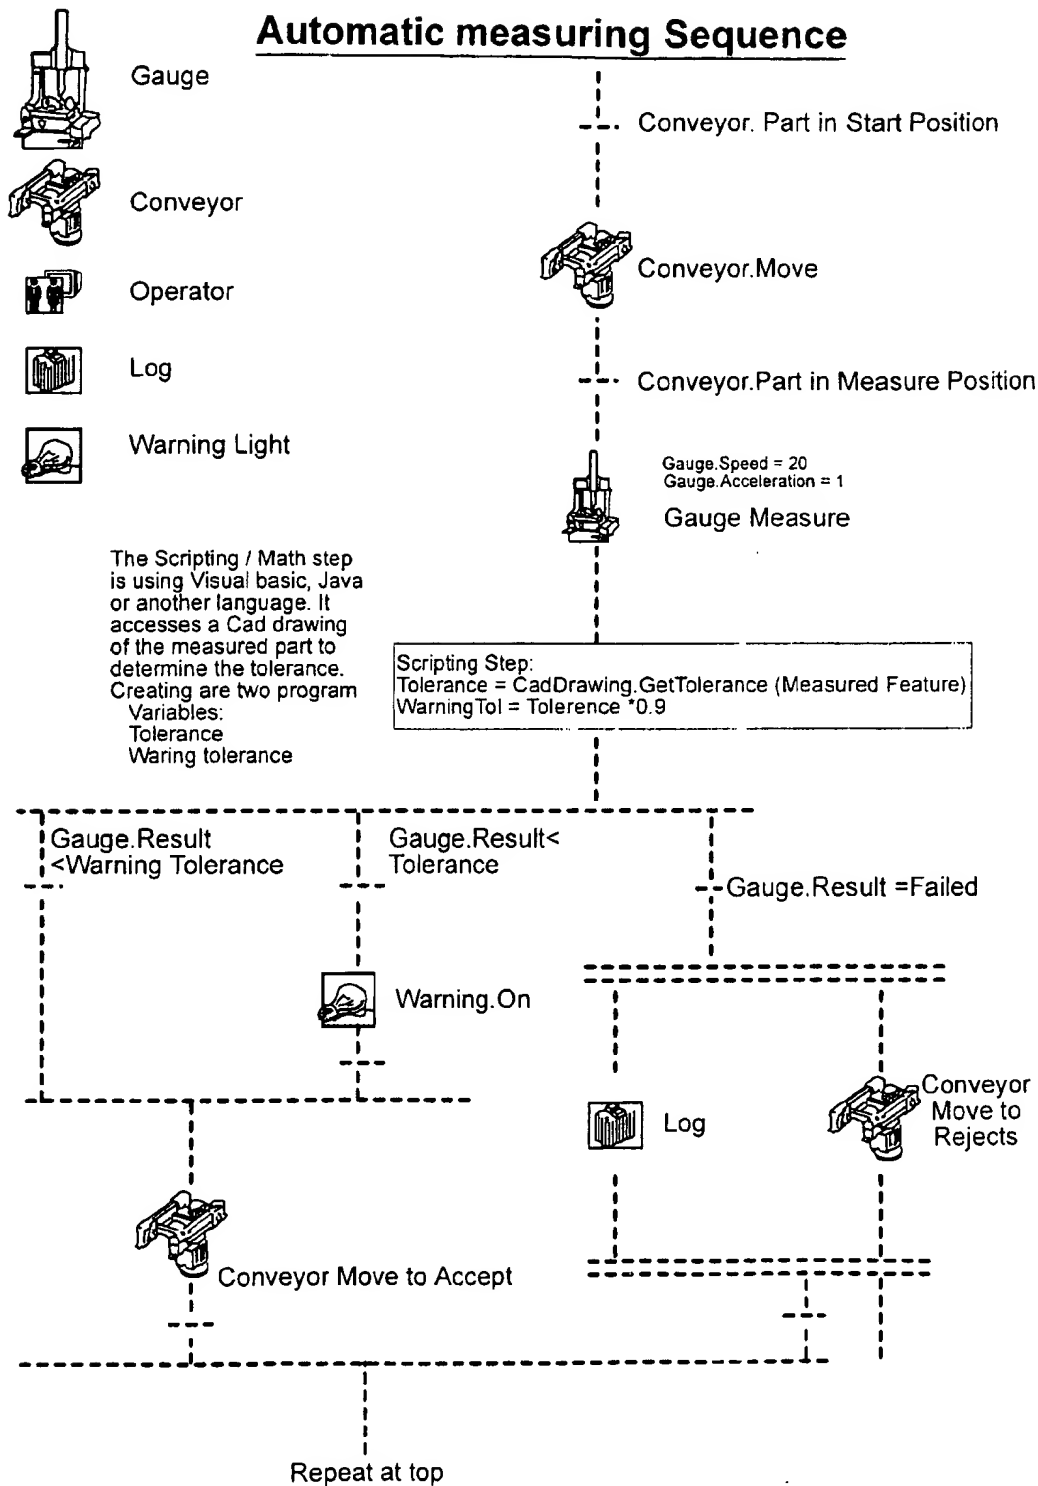 Automatic measuring Sequence
Gauge
Conveyor
Operator
Log
Warning Light
Conveyor. Part in Start Position
Conveyor.Move
Conveyor.Part in Measure Position
Gauge.Speed = 20
Gauge.Acceleration = 1
Gauge Measure
The Scripting / Math step
is using Visual basic, Java
or another language. It
accesses a Cad drawing
of the measured part to
determine the tolerance.
Creating are two program
Variables:
Tolerance
Waring tolerance
Scripting Step:
Tolerance = CadDrawing.GetTolerance (Measured Feature)
WarningTol = Tolerence *0.9
Gauge.Result
<Warning Tolerance
Gauge.Result<
Tolerance
Gauge.Result =Failed
Warning.On
Log
Conveyor
Move to
Rejects
Conveyor Move to Accept
Repeat at top